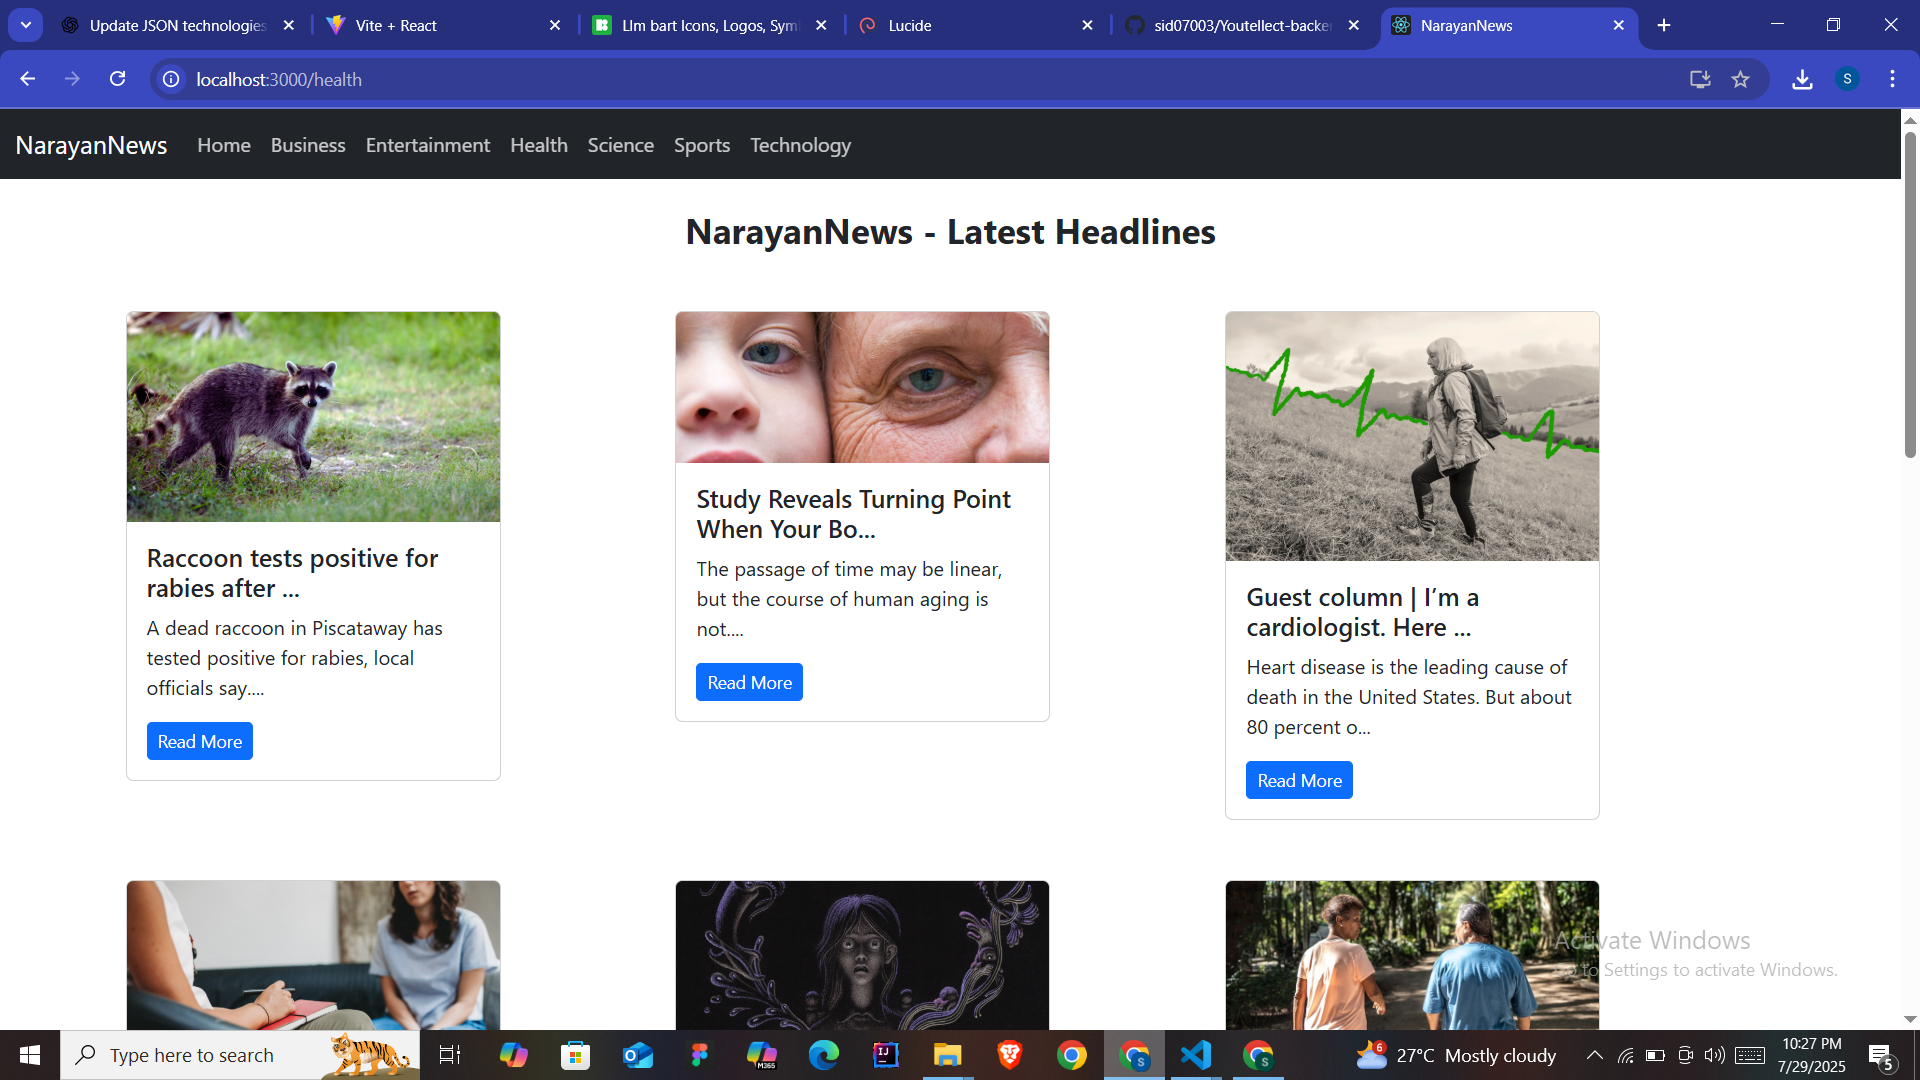 Update JSON technologies
Vite + React
Llm bart Icons, Logos, Sym
Lucide
sid07003/Youtellect-backe
NarayanNews
localhost:3000/health
S
NarayanNews
Home
Business
Entertainment
Health
Science
Sports
Technology
NarayanNews - Latest Headlines
Raccoon tests positive for
rabies after ...
A dead raccoon in Piscataway has
tested positive for rabies, local
officials say....
Read More
Study Reveals Turning Point
When Your Bo...
The passage of time may be linear,
but the course of human aging is
not....
Read More
Guest column | I’m a
cardiologist. Here ...
Heart disease is the leading cause of
death in the United States. But about
80 percent o...
Read More
Activate Windows
Go to Settings to activate Windows.
Type here to search
M365
IJ
S
S
6
27°C Mostly cloudy
10:27 PM
7/29/2025
5